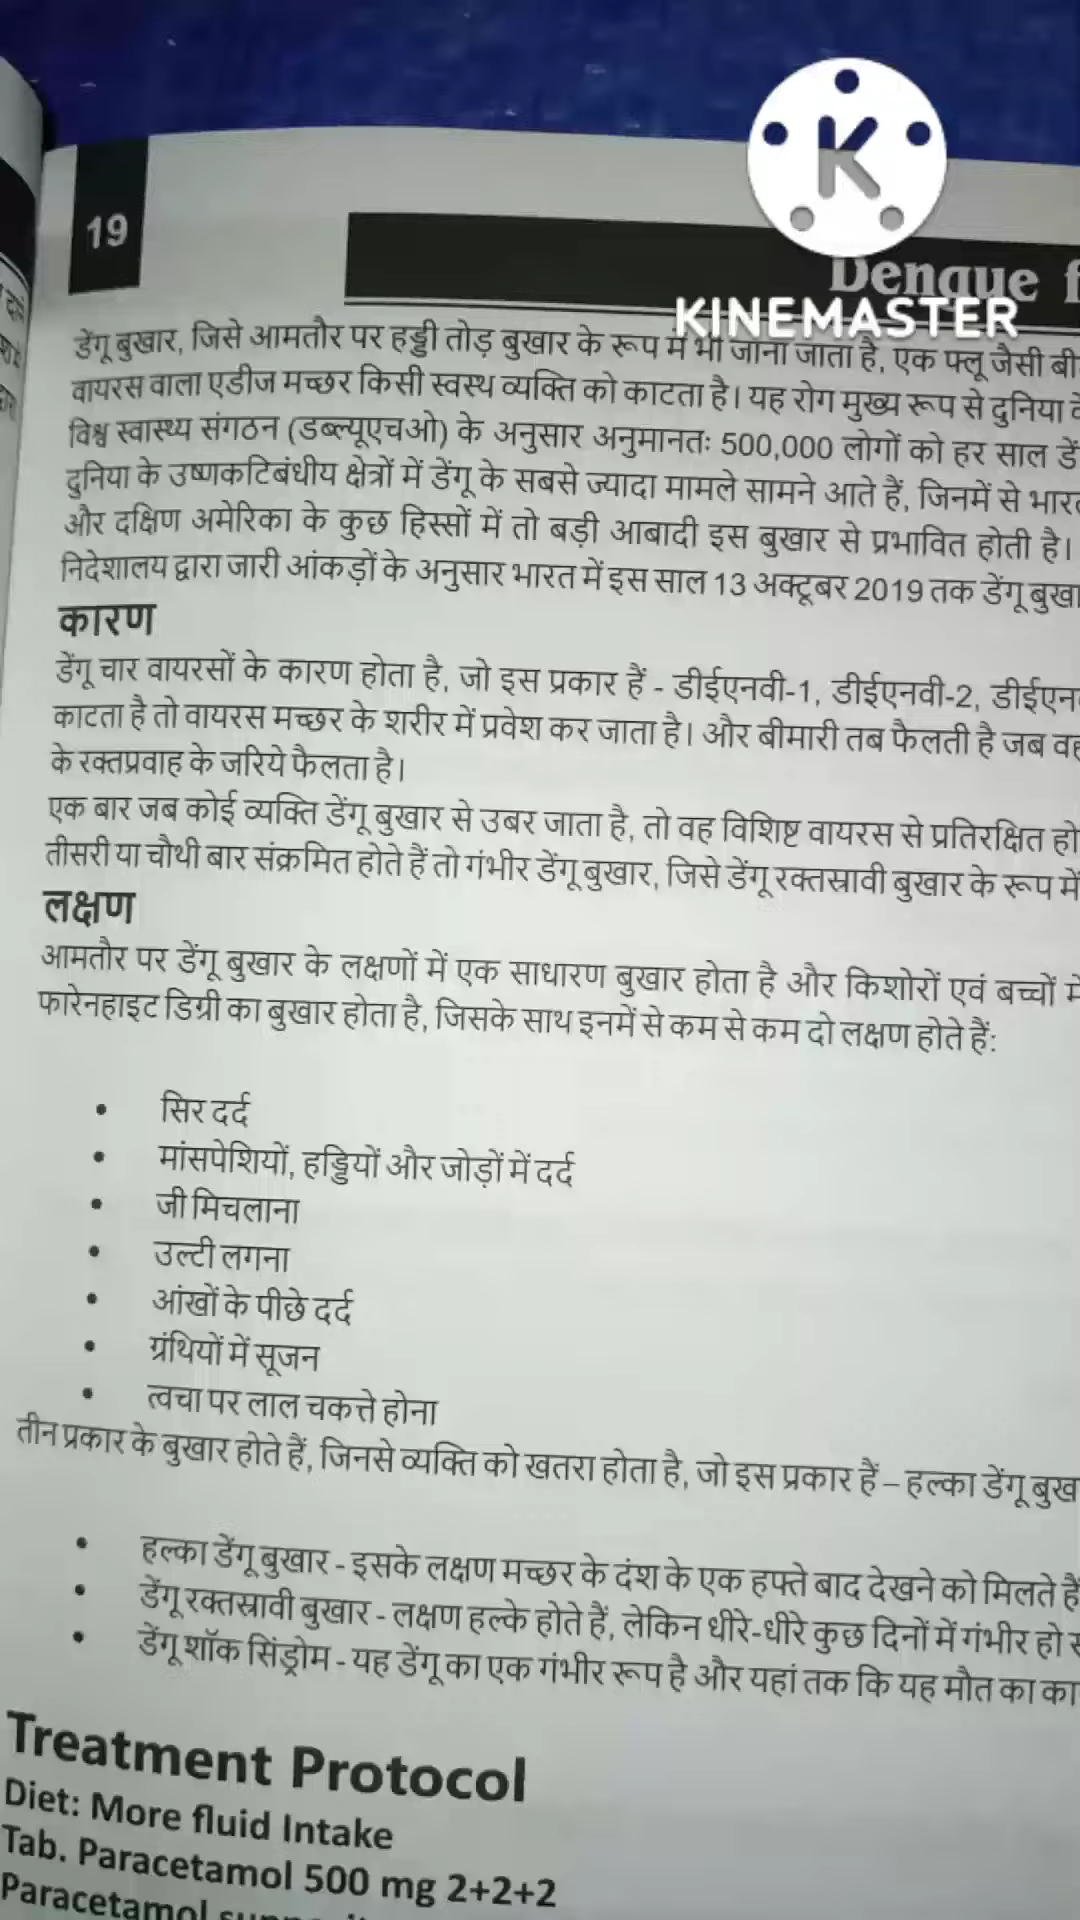 19
Dengue f
KINEMASTER
डेंगू बुखार, जिसे आमतौर पर हड्डी तोड़ बुखार के रूप में भी जाना जाता है, एक फ्लू जैसी बी
वायरस वाला एडीज मच्छर किसी स्वस्थ व्यक्ति को काटता है। यह रोग मुख्य रूप से दुनिया के
विश्व स्वास्थ्य संगठन (डब्ल्यूएचओ) के अनुसार अनुमानतः 500,000 लोगों को हर साल डें
दुनिया के उष्णकटिबंधीय क्षेत्रों में डेंगू के सबसे ज्यादा मामले सामने आते हैं, जिनमें से भारत
और दक्षिण अमेरिका के कुछ हिस्सों में तो बड़ी आबादी इस बुखार से प्रभावित होती है।
निदेशालय द्वारा जारी आंकड़ों के अनुसार भारत में इस साल 13 अक्टूबर 2019 तक डेंगू बुखा
कारण
डेंगू चार वायरसों के कारण होता है, जो इस प्रकार हैं - डीईएनवी-1, डीईएनवी-2, डीईएन
काटता है तो वायरस मच्छर के शरीर में प्रवेश कर जाता है। और बीमारी तब फैलती है जब वह
के रक्तप्रवाह के जरिये फैलता है।
एक बार जब कोई व्यक्ति डेंगू बुखार से उबर जाता है, तो वह विशिष्ट वायरस से प्रतिरक्षित हो
तीसरी या चौथी बार संक्रमित होते हैं तो गंभीर डेंगू बुखार, जिसे डेंगू रक्तस्रावी बुखार के रूप में
लक्षण
आमतौर पर डेंगू बुखार के लक्षणों में एक साधारण बुखार होता है और किशोरों एवं बच्चों में
फारेनहाइट डिग्री का बुखार होता है, जिसके साथ इनमें से कम से कम दो लक्षण होते हैं:
• सिर दर्द
• मांसपेशियों, हड्डियों और जोड़ों में दर्द
• जी मिचलाना
• उल्टी लगना
• आंखों के पीछे दर्द
• ग्रंथियों में सूजन
• त्वचा पर लाल चकत्ते होना
तीन प्रकार के बुखार होते हैं, जिनसे व्यक्ति को खतरा होता है, जो इस प्रकार हैं – हल्का डेंगू बुख
• हल्का डेंगू बुखार - इसके लक्षण मच्छर के दंश के एक हफ्ते बाद देखने को मिलते हैं
• डेंगू रक्तस्रावी बुखार - लक्षण हल्के होते हैं, लेकिन धीरे-धीरे कुछ दिनों में गंभीर हो स
• डेंगू शॉक सिंड्रोम - यह डेंगू का एक गंभीर रूप है और यहां तक कि यह मौत का का
Treatment Protocol
Diet: More fluid Intake
Tab. Paracetamol 500 mg 2+2+2
Paracetamol